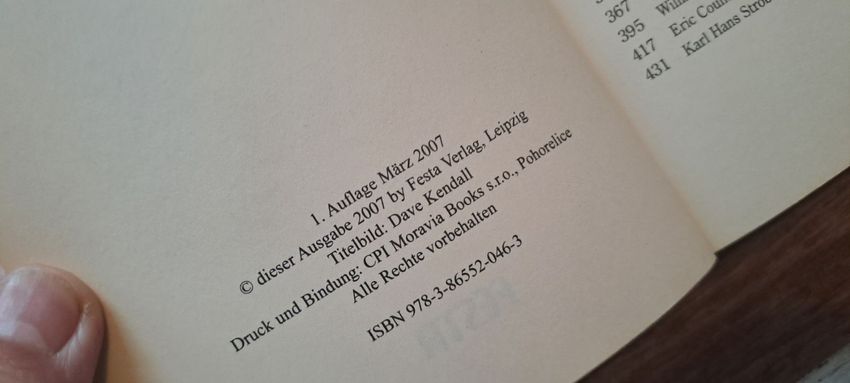 1. Auflage März 2007
© dieser Ausgabe 2007 by Festa Verlag, Leipzig
Titelbild: Dave Kendall
Druck und Bindung: CPI Moravia Books s.r.o., Pohorelice
Alle Rechte vorbehalten
ISBN 978-3-86552-046-3
367
395
417 Eric
431 Karl Hans